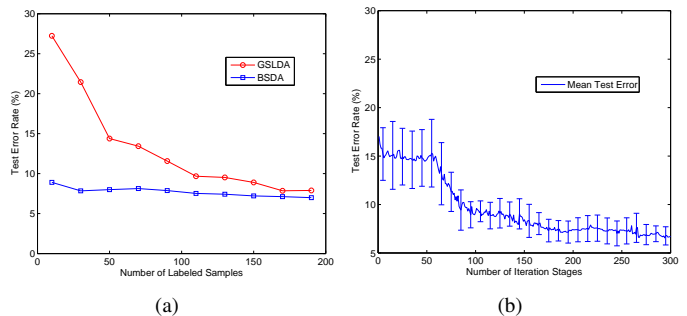 30
25
20
15
10
5
0
0
50
100
150
200
Test Error Rate (%)
Number of Labeled Samples
GSLDA
BSDA
(a)
30
25
20
15
10
5
0
50
100
150
200
250
300
Test Error Rate (%)
Number of Iteration Stages
Mean Test Error
(b)